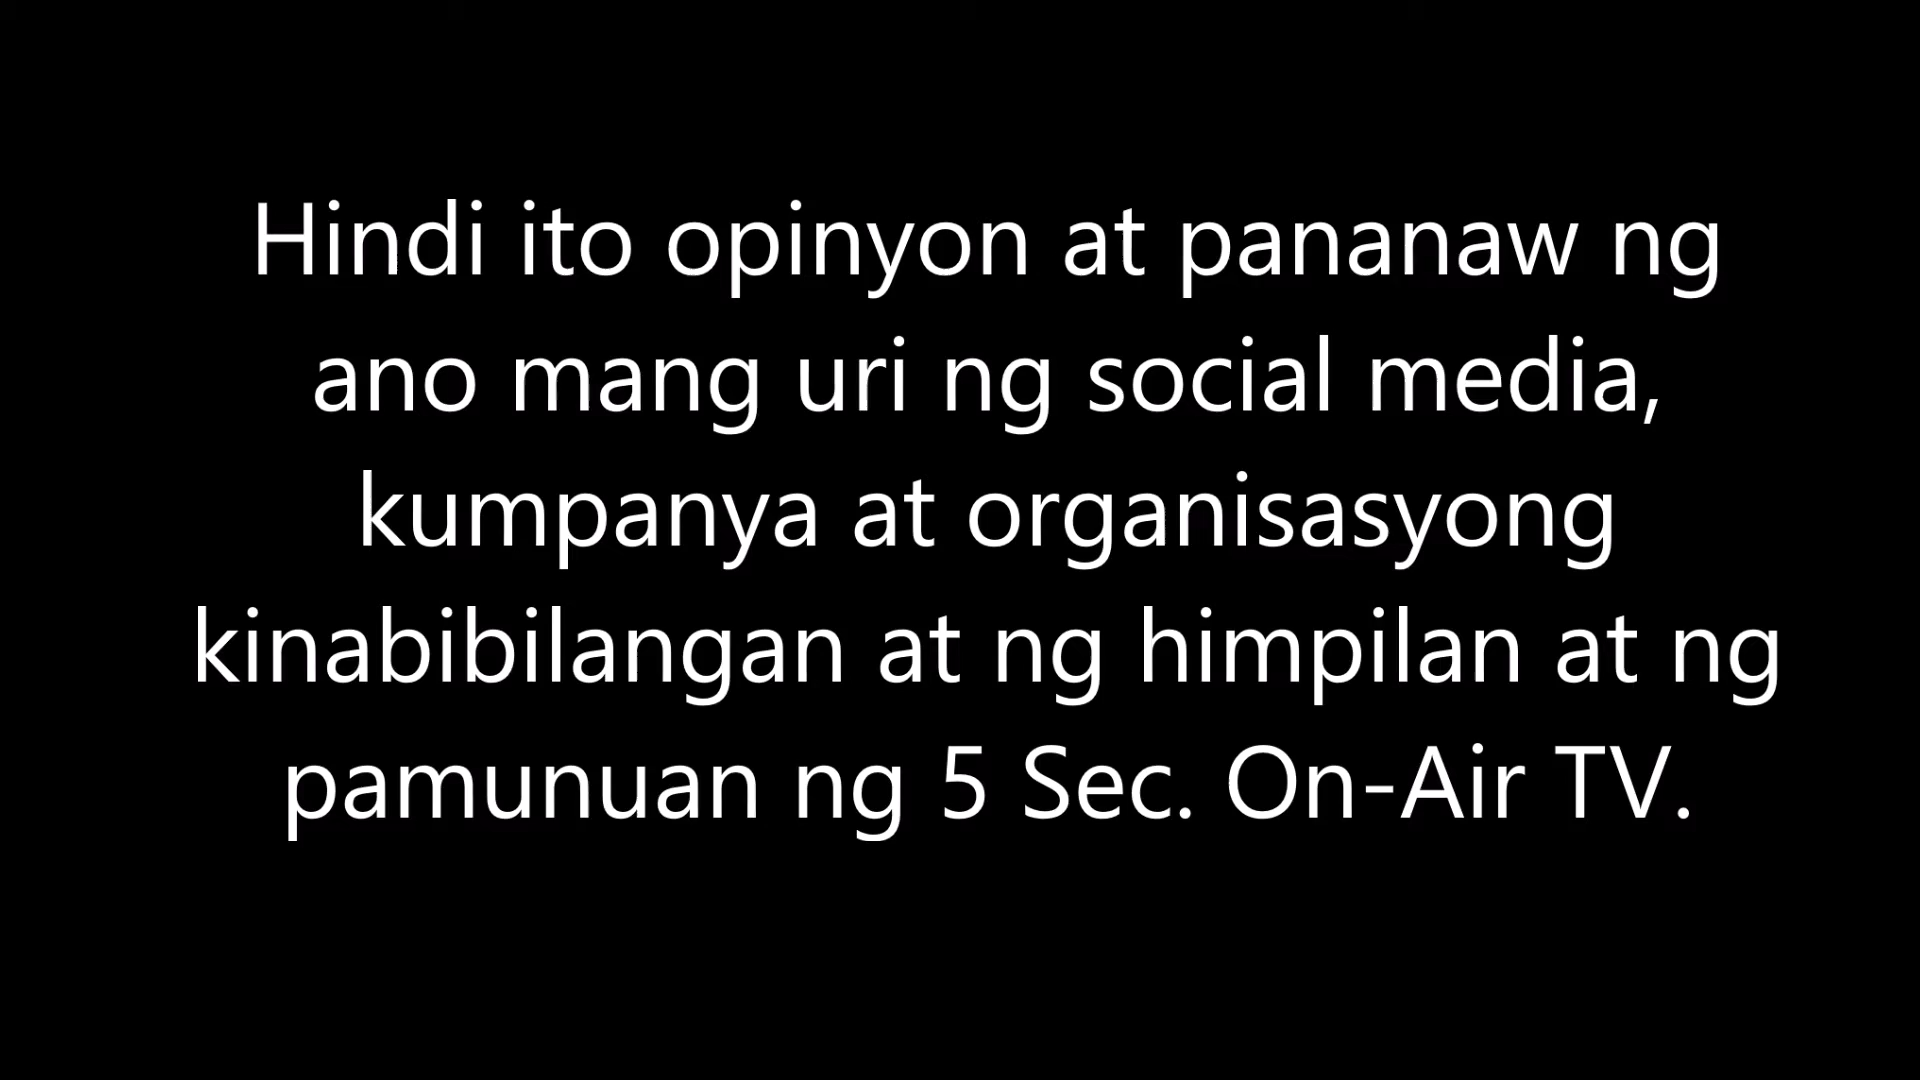 Hindi ito opinyon at pananaw ng
ano mang uri ng social media,
kumpanya at organisasyong
kinabibilangan at ng himpilan at ng
pamunuan ng 5 Sec. On-Air TV.